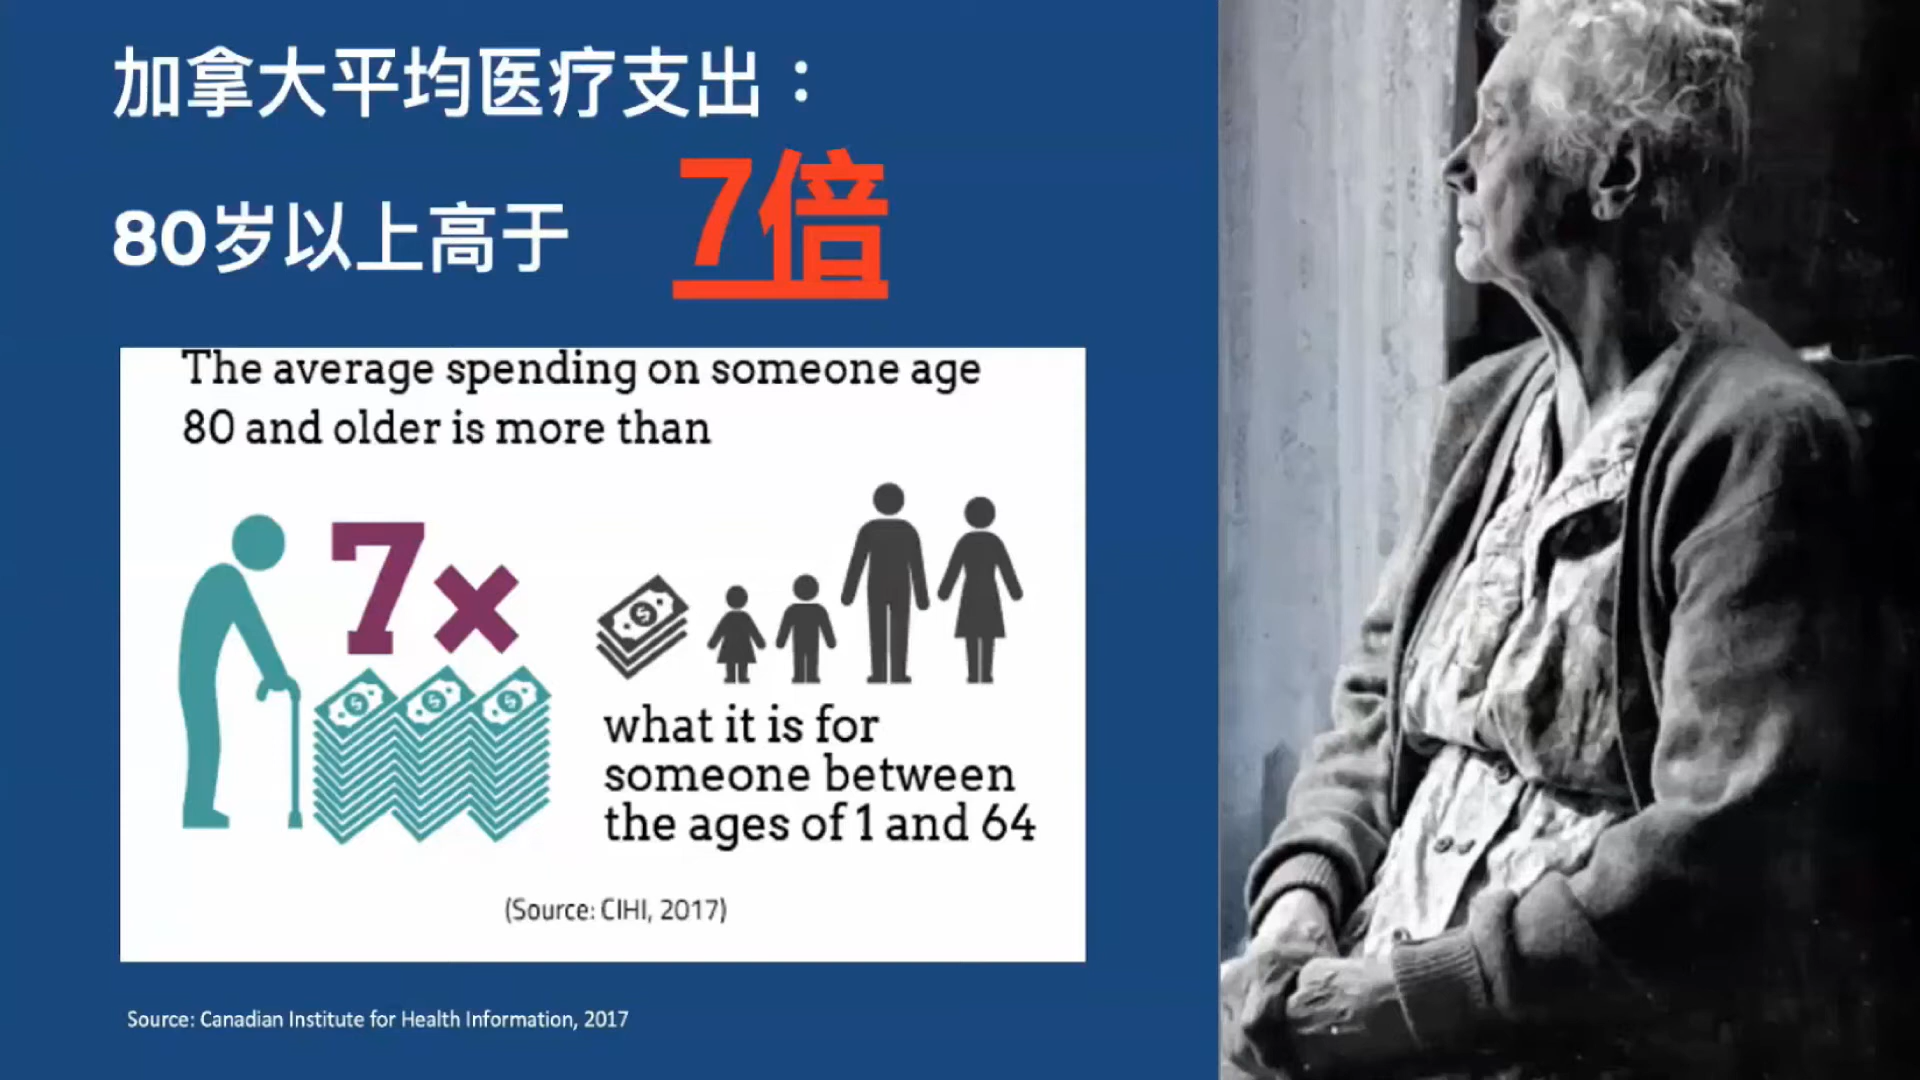 加拿大平均医疗支出：
80岁以上高于 7倍
The average spending on someone age
80 and older is more than
7×
what it is for
someone between
the ages of 1 and 64
(Source: CIHI, 2017)
Source: Canadian Institute for Health Information, 2017